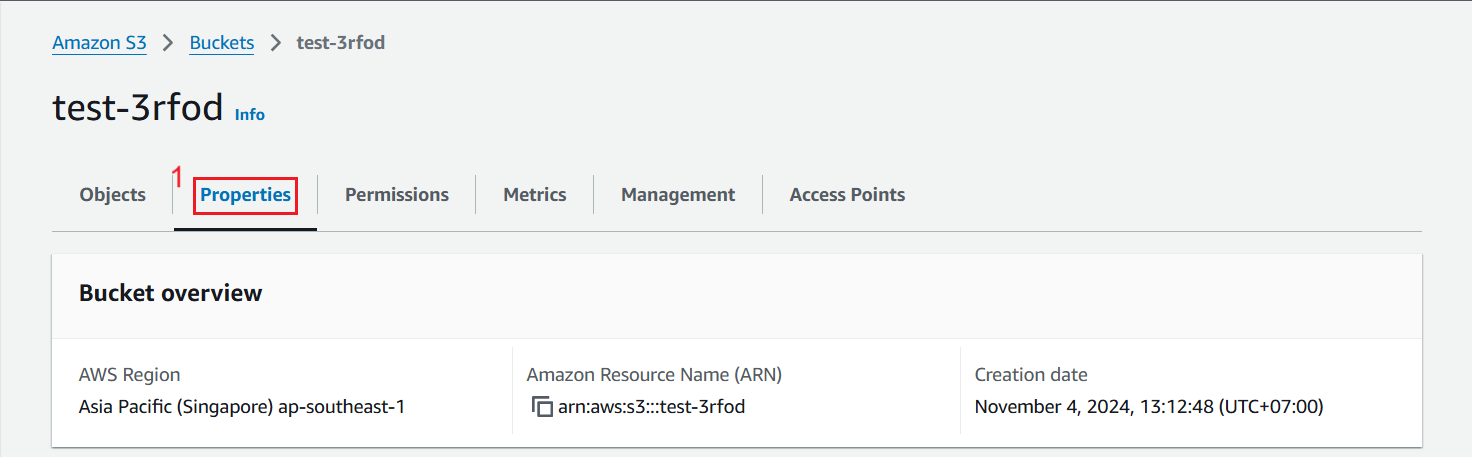 Amazon S3 > Buckets > test-3rfod
test-3rfod Info
1
Objects Properties Permissions Metrics Management Access Points
Bucket overview
AWS Region Amazon Resource Name (ARN) Creation date
Asia Pacific (Singapore) ap-southeast-1 arn:aws:s3:::test-3rfod November 4, 2024, 13:12:48 (UTC+07:00)